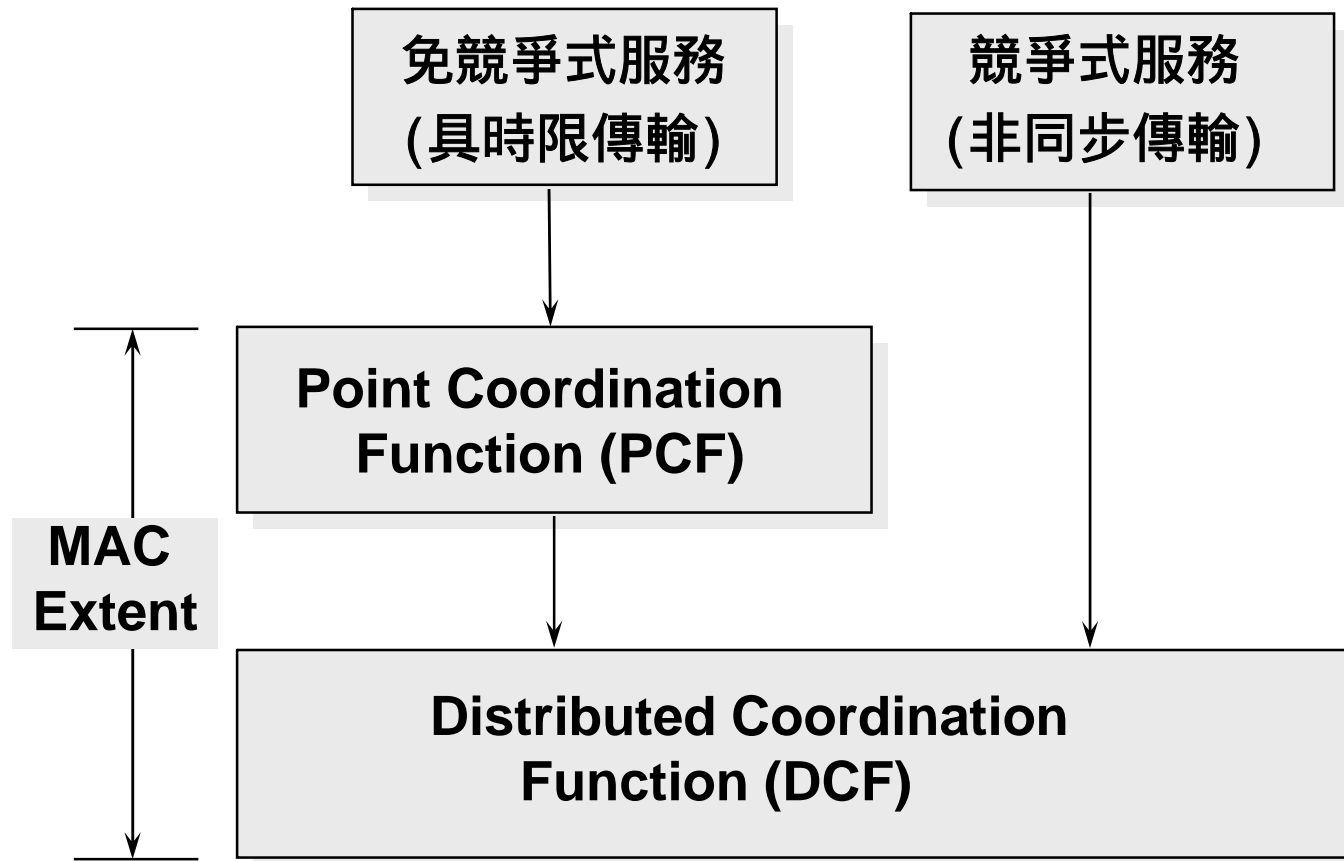 免競爭式服務
(具時限傳輸)
競爭式服務
(非同步傳輸)
Point Coordination
Function (PCF)
MAC
Extent
Distributed Coordination
Function (DCF)